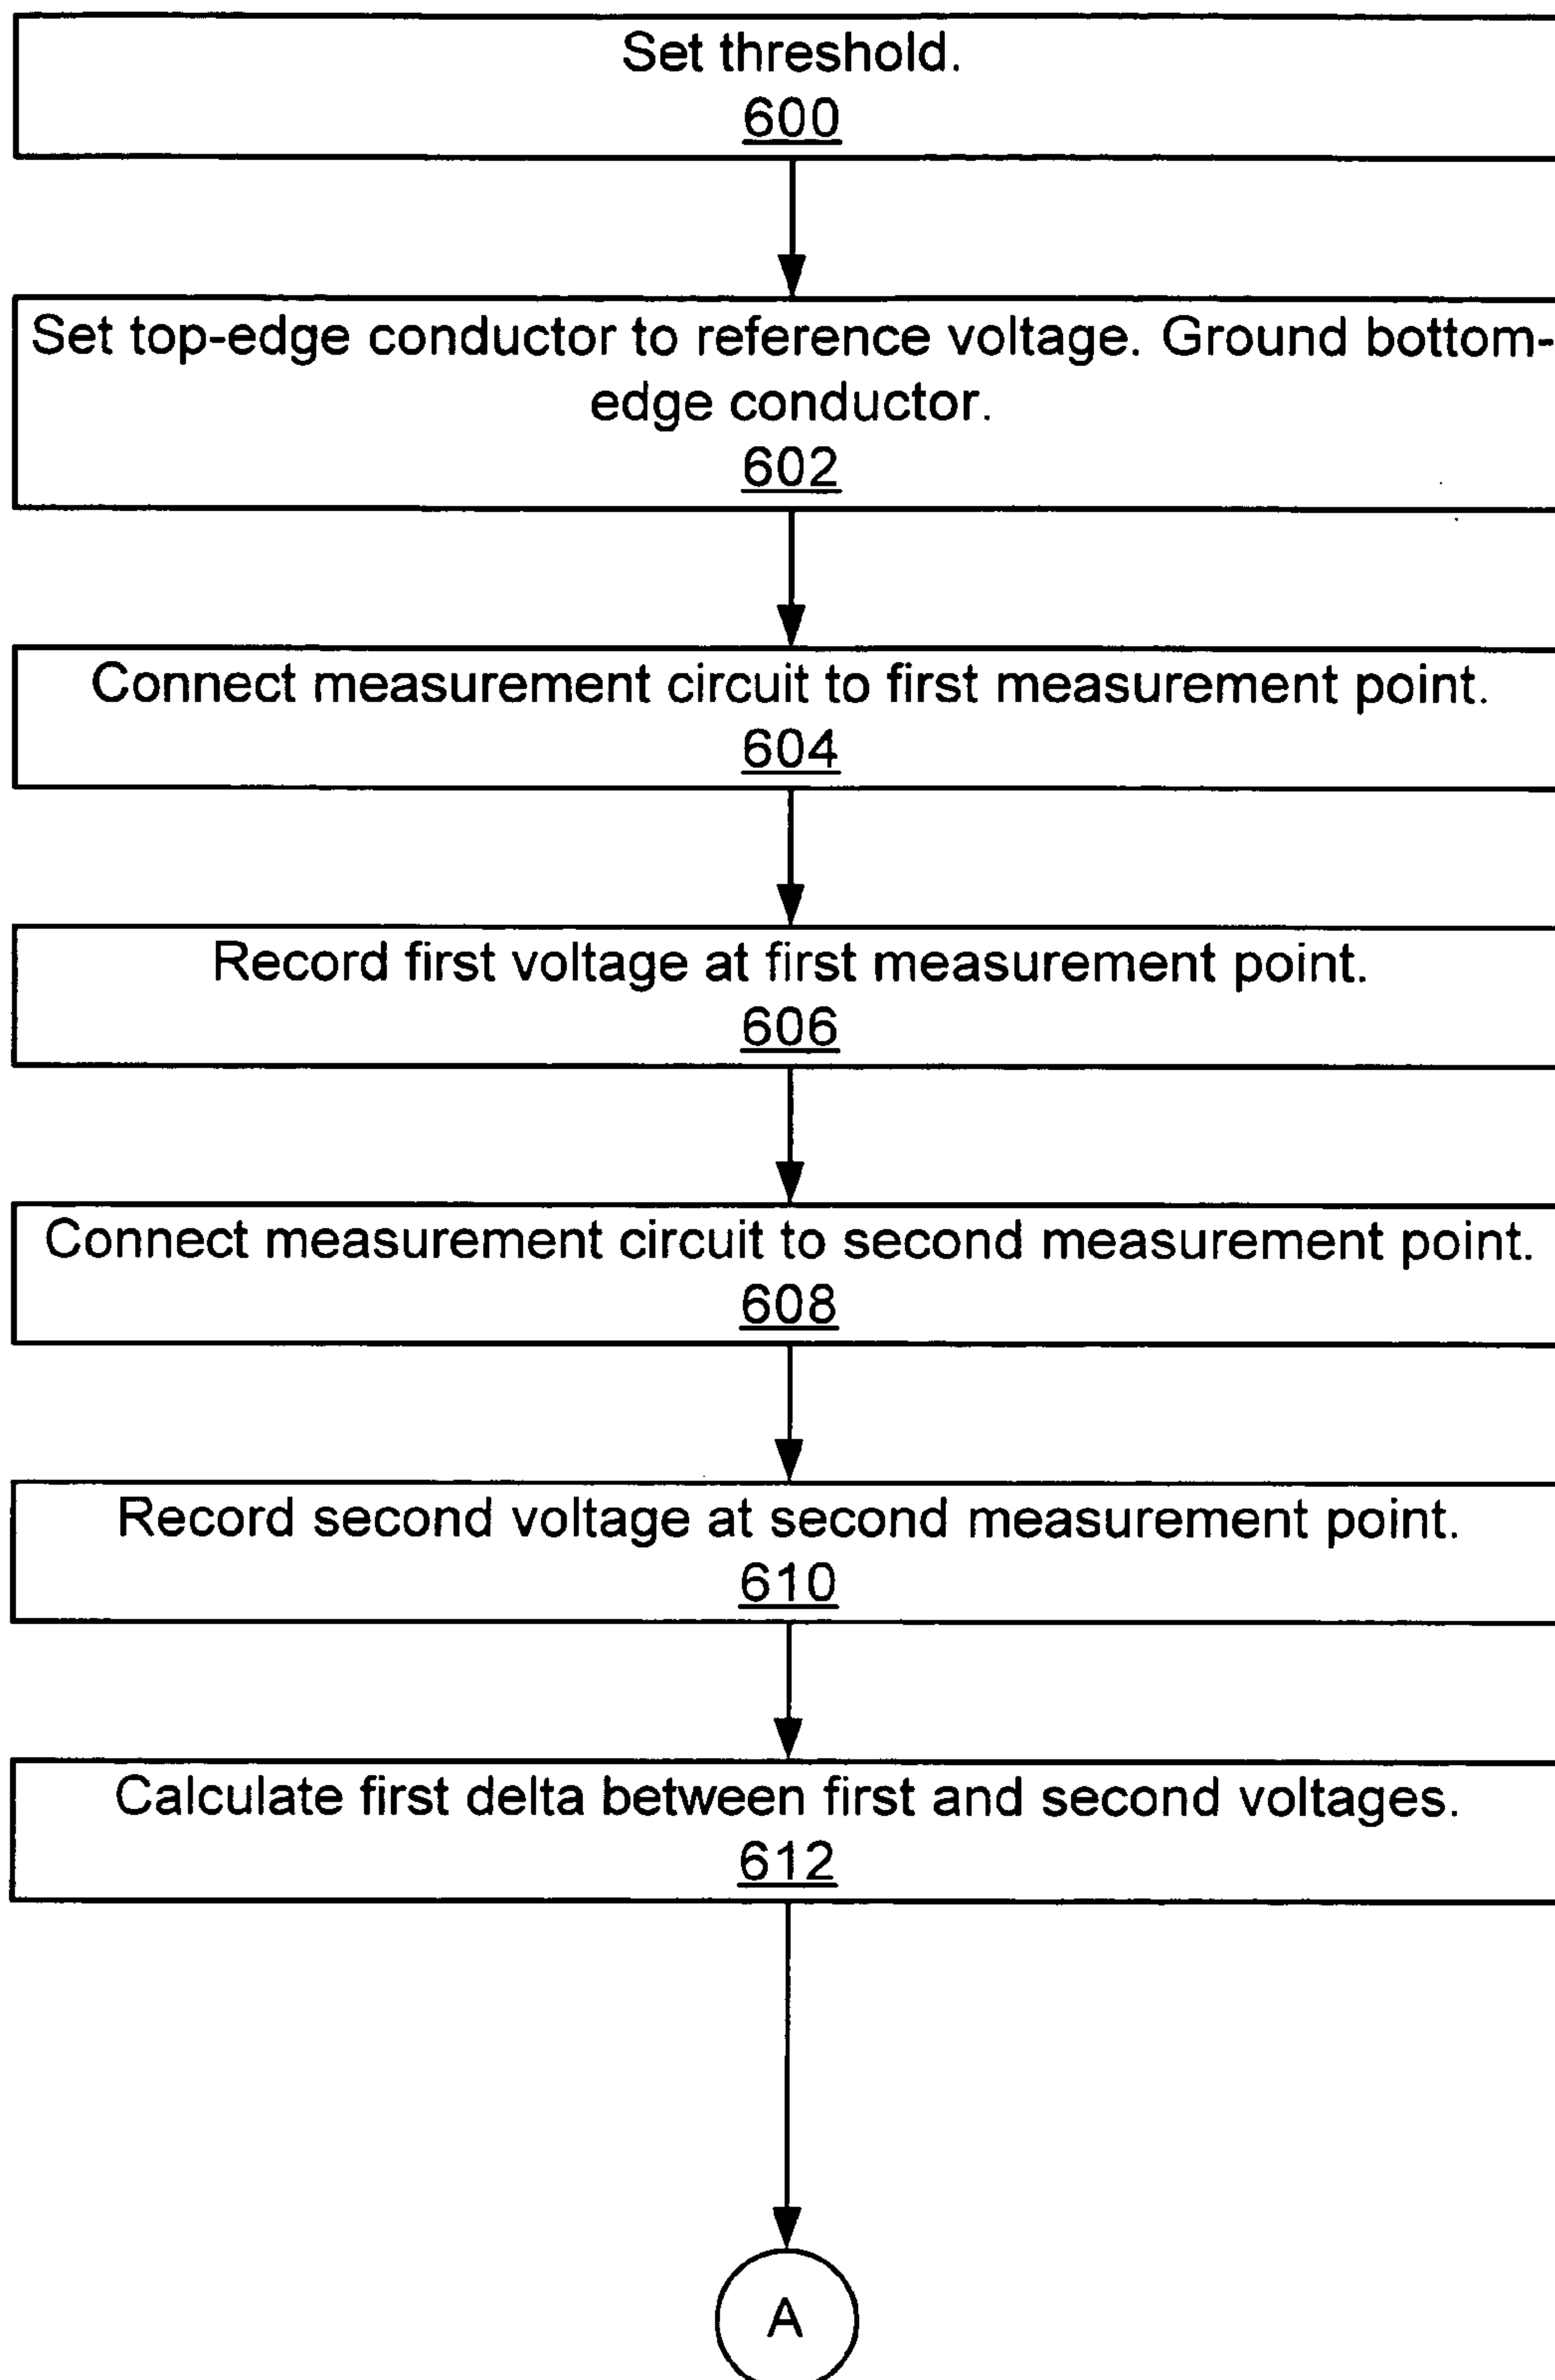 Set threshold.
600
Set top-edge conductor to reference voltage. Ground bottom-
edge conductor.
602
Connect measurement circuit to first measurement point.
604
Record first voltage at first measurement point.
606
Connect measurement circuit to second measurement point.
608
Record second voltage at second measurement point.
610
Calculate first delta between first and second voltages.
612
A